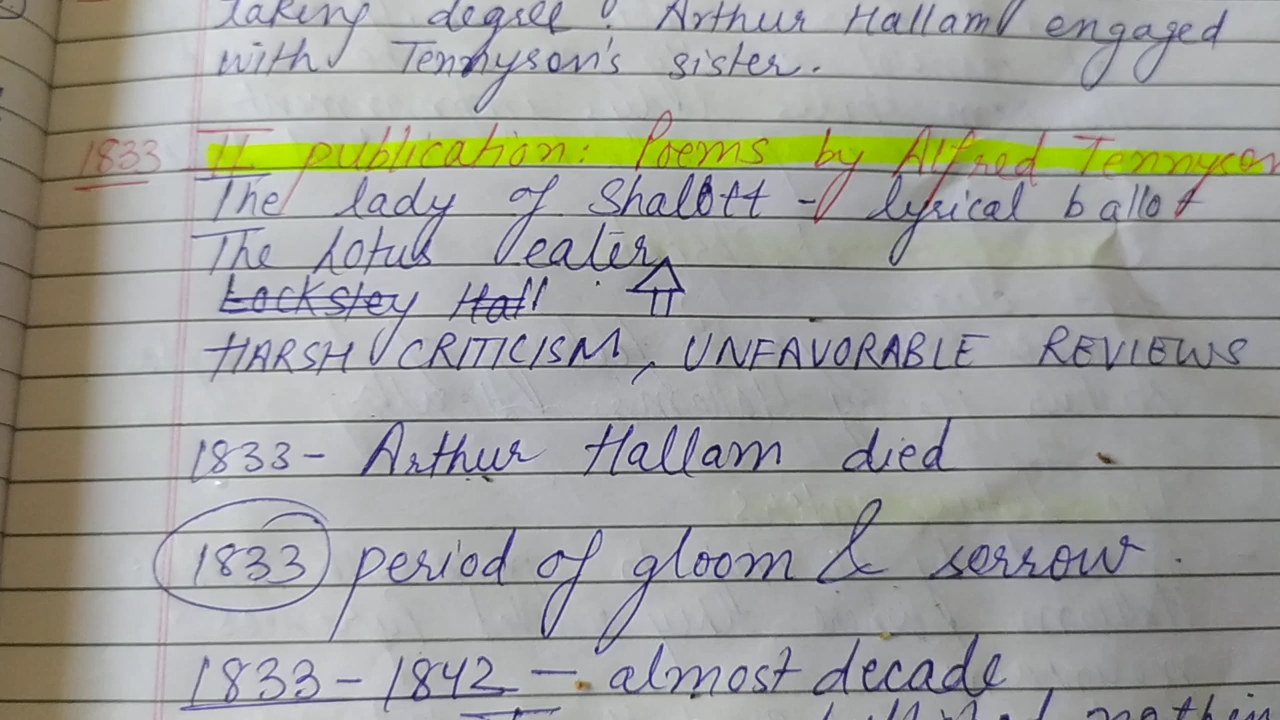 taking degree. Arthur Hallam engaged
with Tennyson's sister.
1833 II publication: Poems by Alfred Tennyson
The lady of Shalott - lyrical ballot
The Lotus eater
Locksley Hall
HARSH CRITICISM, UNFAVORABLE REVIEWS
1833 - Arthur Hallam died
1833 period of gloom & sorrow.
1833 - 1842 - almost decade